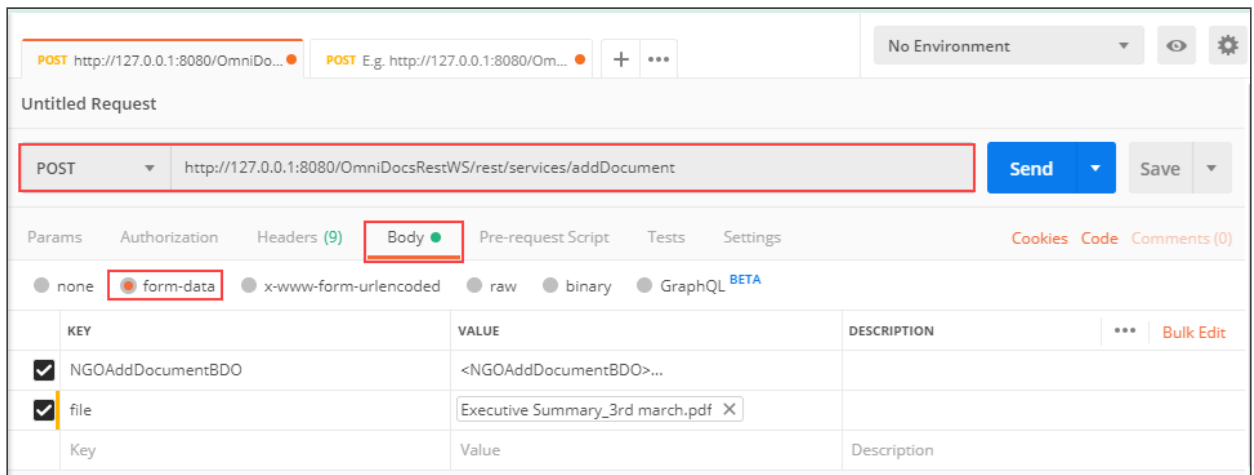 POST http://127.0.0.1:8080/OmniDo... POST E.g. http://127.0.0.1:8080/Om... + ••• No Environment
Untitled Request
POST http://127.0.0.1:8080/OmniDocsRestWS/rest/services/addDocument Send Save
Params Authorization Headers (9) Body Pre-request Script Tests Settings Cookies Code Comments (0)
none form-data x-www-form-urlencoded raw binary GraphQL BETA
KEY VALUE DESCRIPTION ••• Bulk Edit
NGOAddDocumentBDO <NGOAddDocumentBDO>...
file Executive Summary_3rd march.pdf X
Key Value Description